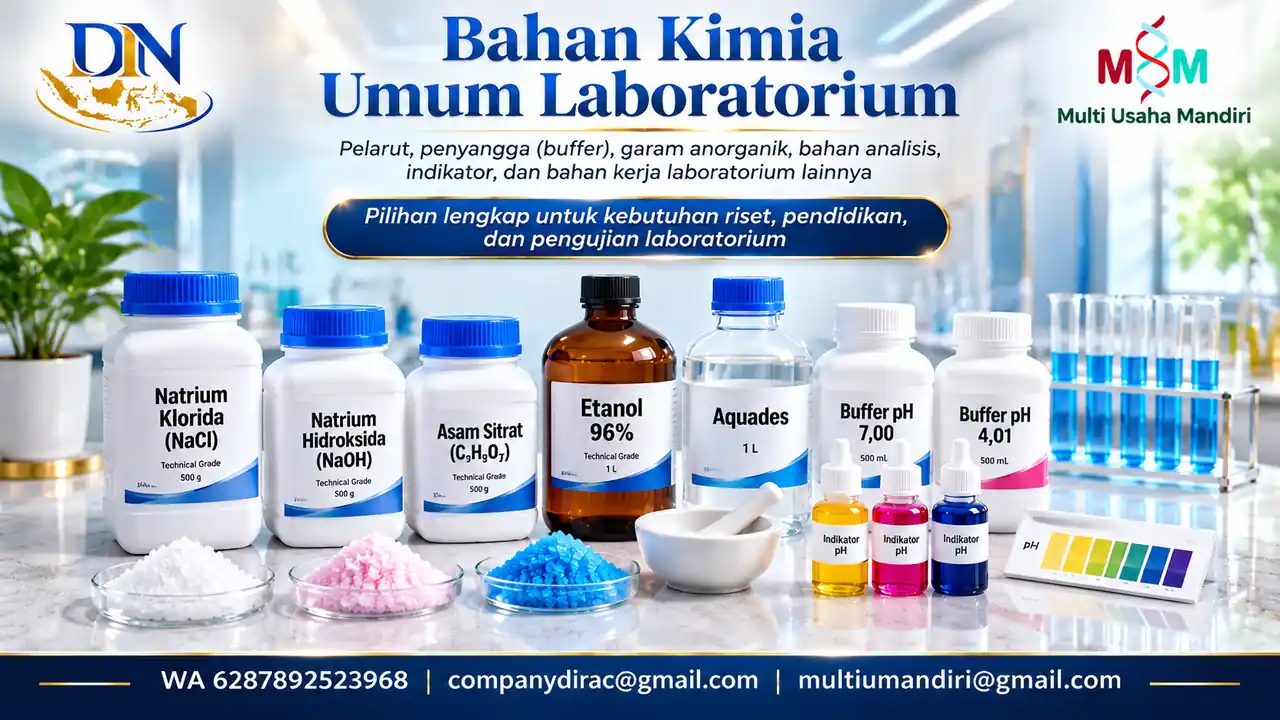 DIN
Bahan Kimia
Umum Laboratorium
MSM
Multi Usaha Mandiri
Pelarut, penyangga (buffer), garam anorganik, bahan analisis,
indikator, dan bahan kerja laboratorium lainnya
Pilihan lengkap untuk kebutuhan riset, pendidikan,
dan pengujian laboratorium
Natrium
Klorida
(NaCl)
Technical Grade
500 g
Natrium
Hidroksida
(NaOH)
Technical Grade
500 g
Asam Sitrat
Technical Grade
500 g
Etanol
96%
Technical Grade
1 L
Aquades
1 L
Buffer pH
7,00
500 mL
Buffer pH
4,01
500 mL
Indikator
pH
Indikator
pH
Indikator
pH
pH
WA 6287892523968 | companydirac@gmail.com | multiumandiri@gmail.com